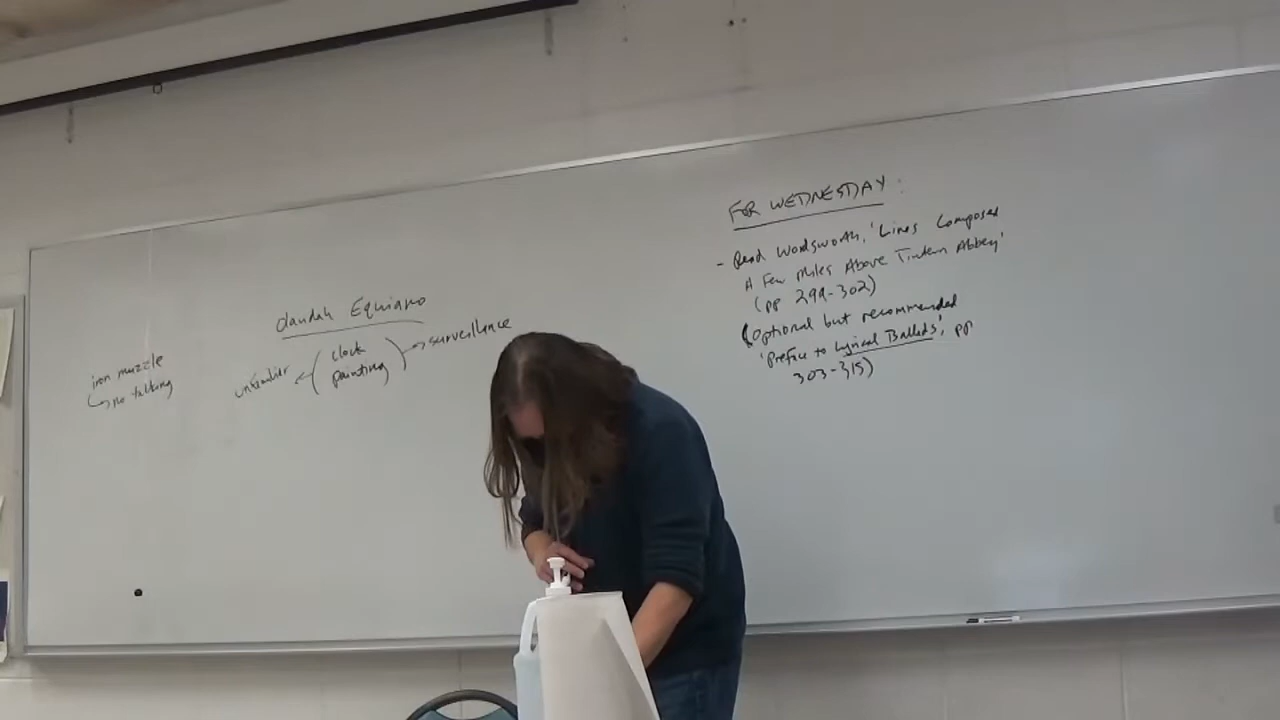 Olaudah Equiano
iron muzzle
↳ no talking
unfamiliar ← ( clock
painting ) → surveillance
FOR WEDNESDAY:
- Read Wordsworth, 'Lines Composed
A Few Miles Above Tintern Abbey'
(pp 299-302)
(optional but recommended
'Preface to Lyrical Ballads', pp
303-315)